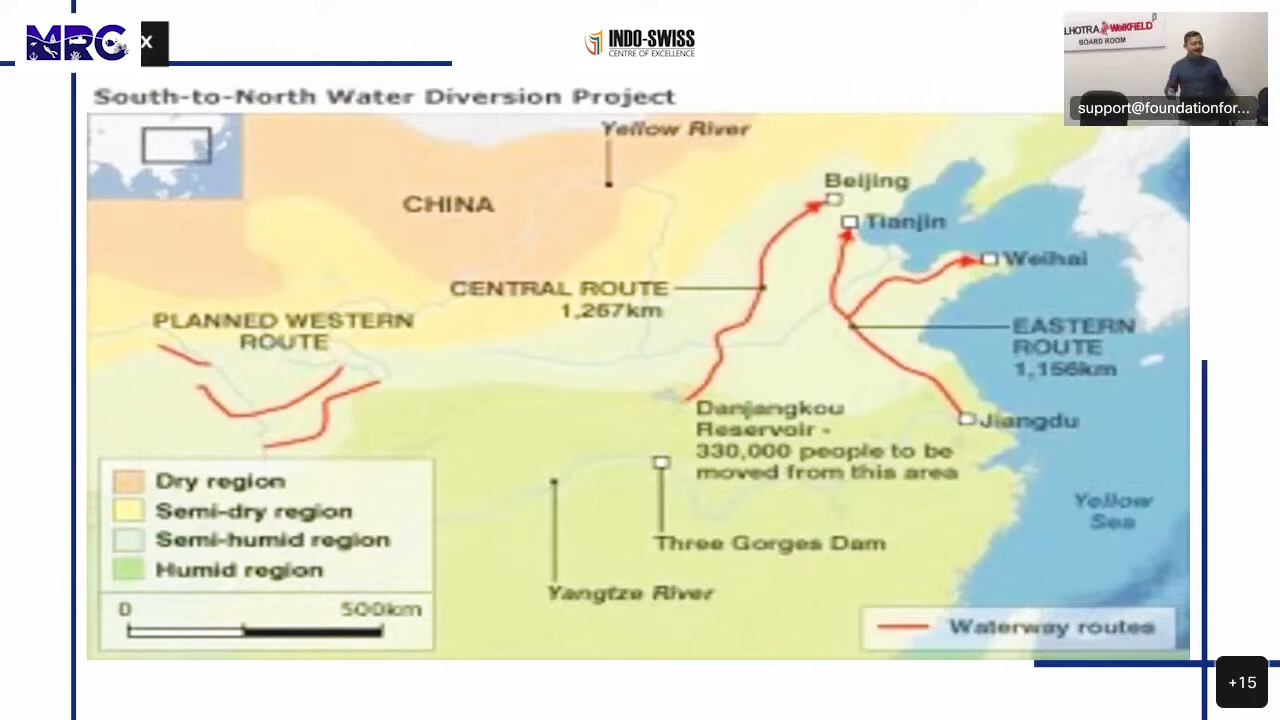 MRC
x
INDO-SWISS
CENTRE OF EXCELLENCE
LHOTRA WeiKFiELD
BOARD ROOM
support@foundationfor...
South-to-North Water Diversion Project
Yellow River
CHINA
Beijing
Tianjin
Weihai
CENTRAL ROUTE
1,267km
PLANNED WESTERN
ROUTE
EASTERN
ROUTE
1,156km
Danjangkou
Reservoir -
330,000 people to be
moved from this area
Jiangdu
Yellow
Sea
Three Gorges Dam
Yangtze River
Dry region
Semi-dry region
Semi-humid region
Humid region
0 500km
Waterway routes
+15